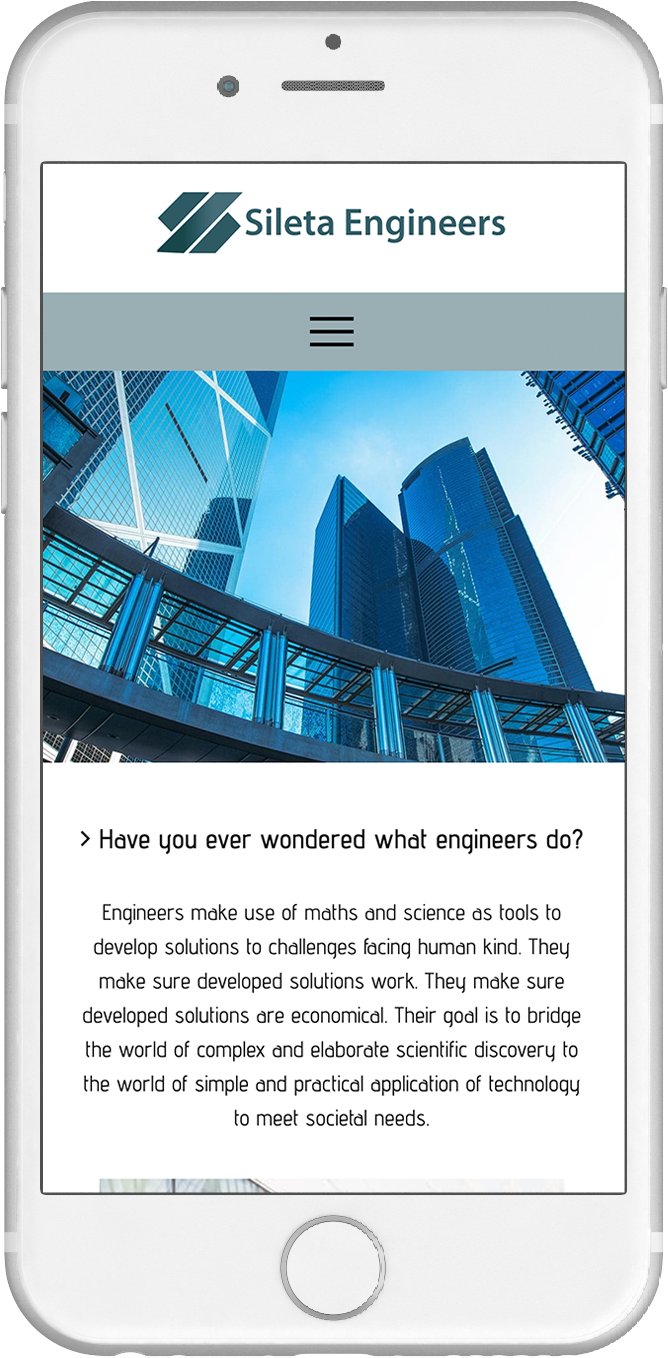 Sileta Engineers
> Have you ever wondered what engineers do?
Engineers make use of maths and science as tools to
develop solutions to challenges facing human kind. They
make sure developed solutions work. They make sure
developed solutions are economical. Their goal is to bridge
the world of complex and elaborate scientific discovery to
the world of simple and practical application of technology
to meet societal needs.